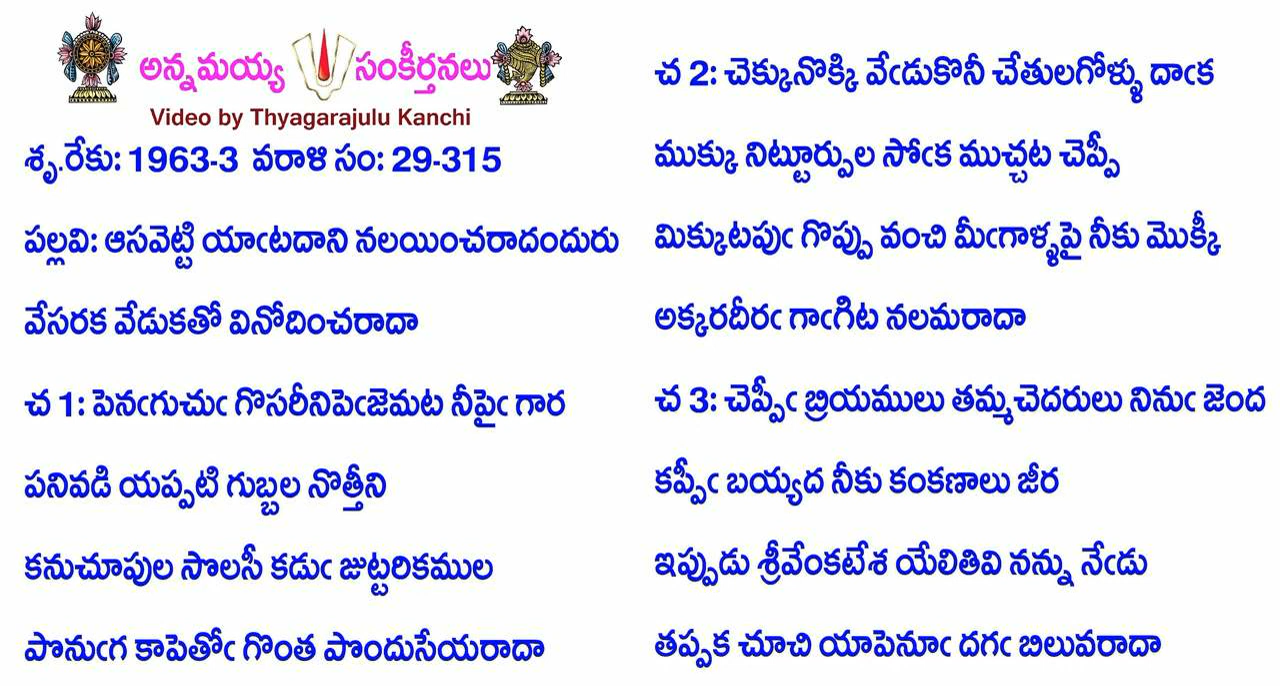 అన్నమయ్య సంకీర్తనలు
Video by Thyagarajulu Kanchi
శృ.రేకు: 1963-3 వరాళి సం: 29-315
పల్లవి: ఆసవెట్టి యాఁటదాని నలయించరాదందురు
వేసరక వేడుకతో వినోదించరాదా
చ 1: పెనఁగుచుఁ గొసరీనిపెఁజెమట నీపైఁ గార
పనివడి యప్పటి గుబ్బల నొత్తీని
కనుచూపుల సొలసీ కడుఁ జుట్టరికముల
పొనుఁగ కాపెతోఁ గొంత పొందుసేయరాదా
చ 2: చెక్కునొక్కి వేఁడుకొనీ చేతులగోళ్ళు దాఁక
ముక్కు నిట్టూర్పుల సోఁక ముచ్చట చెప్పీ
మిక్కుటపుఁ గొప్పు వంచి మీఁగాళ్ళపై నీకు మొక్కీ
అక్కరదీరఁ గాఁగిట నలమరాదా
చ 3: చెప్పీఁ బ్రియములు తమ్మచెదరులు నినుఁ జెంద
కప్పీఁ బయ్యద నీకు కంకణాలు జీర
ఇప్పుడు శ్రీవేంకటేశ యేలితివి నన్ను నేఁడు
తప్పక చూచి యాపెనూఁ దగఁ బిలువరాదా